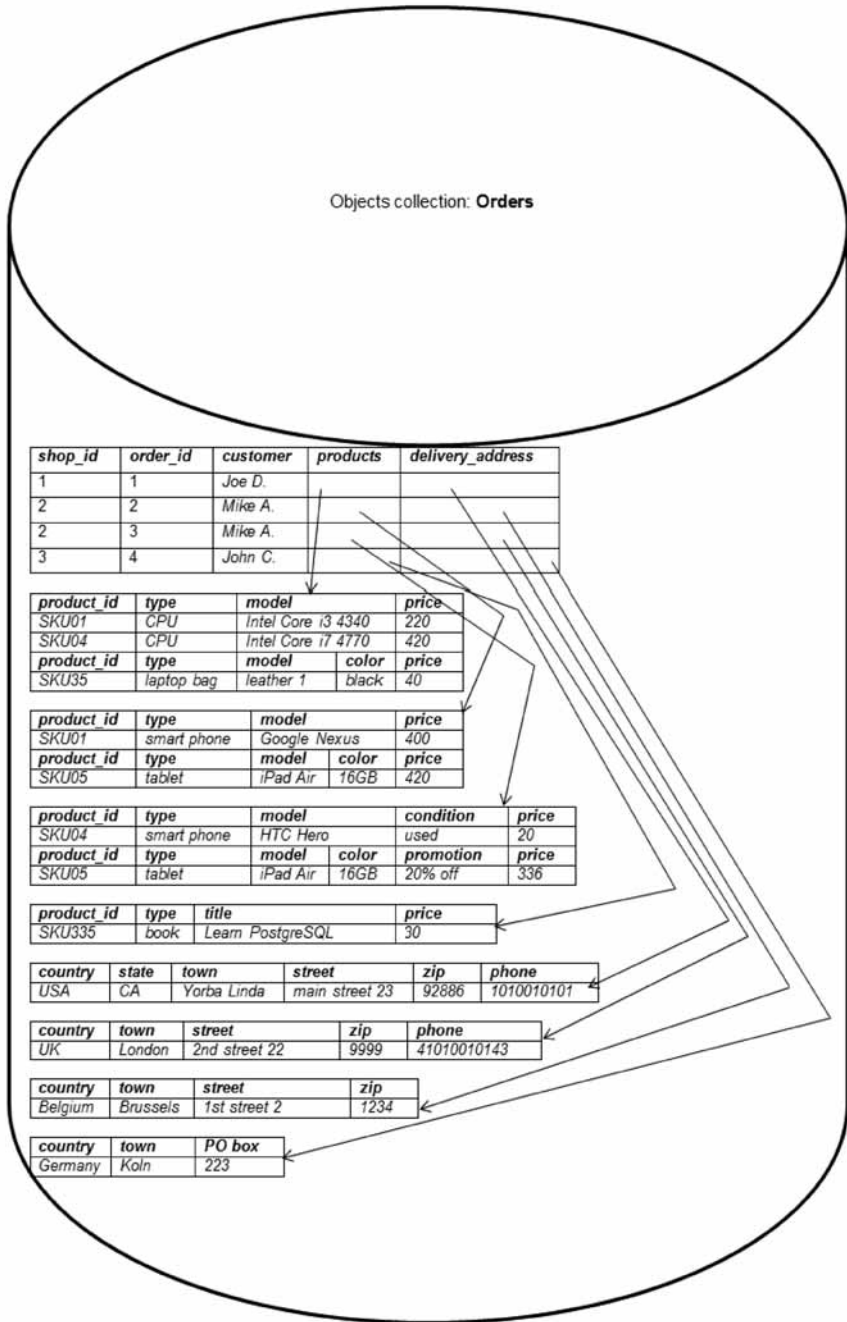 Objects collection: Orders
shop_id order_id customer products delivery_address
1 1 Joe D.
2 2 Mike A.
2 3 Mike A.
3 4 John C.
product_id type model price
SKU01 CPU Intel Core i3 4340 220
SKU04 CPU Intel Core i7 4770 420
product_id type model color price
SKU35 laptop bag leather 1 black 40
product_id type model price
SKU01 smart phone Google Nexus 400
product_id type model color price
SKU05 tablet iPad Air 16GB 420
product_id type model condition price
SKU04 smart phone HTC Hero used 20
product_id type model color promotion price
SKU05 tablet iPad Air 16GB 20% off 336
product_id type title price
SKU335 book Learn PostgreSQL 30
country state town street zip phone
USA CA Yorba Linda main street 23 92886 1010010101
country town street zip phone
UK London 2nd street 22 9999 41010010143
country town street zip
Belgium Brussels 1st street 2 1234
country town PO box
Germany Koln 223